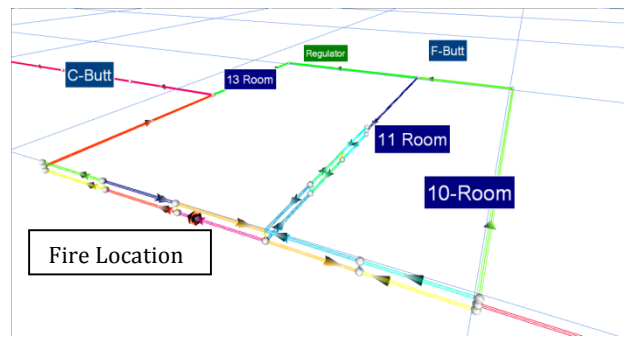 Regulator
F-Butt
C-Butt
13 Room
11 Room
10-Room
Fire Location